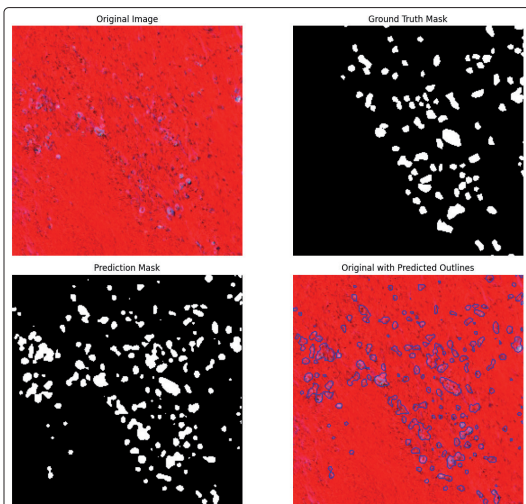 Original Image
Ground Truth Mask
Prediction Mask
Original with Predicted Outlines